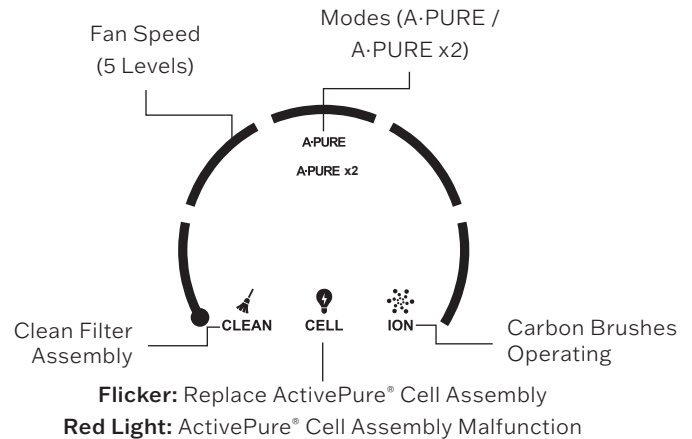 Modes (A·PURE /
A·PURE x2)
Fan Speed
(5 Levels)
A·PURE
A·PURE x2
CLEAN
CELL
ION
Clean Filter
Assembly
Carbon Brushes
Operating
Flicker: Replace ActivePure® Cell Assembly
Red Light: ActivePure® Cell Assembly Malfunction